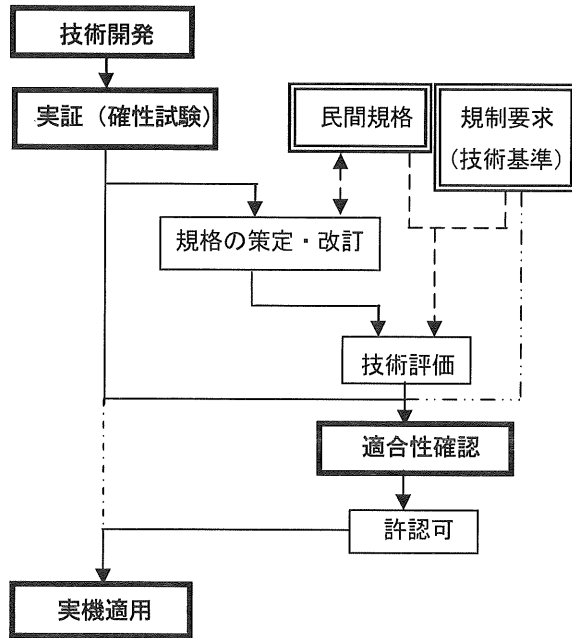 技術開発
実証（確性試験）
民間規格
規制要求
(技術基準)
規格の策定・改訂
技術評価
適合性確認
許認可
実機適用